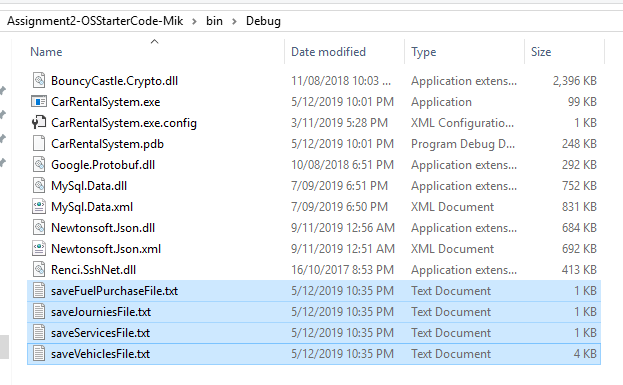 Assignment2-OSStarterCode-Mik > bin > Debug
Name Date modified Type Size
BouncyCastle.Crypto.dll 11/08/2018 10:03 ... Application extens... 2,396 KB
CarRentalSystem.exe 5/12/2019 10:01 PM Application 99 KB
CarRentalSystem.exe.config 3/11/2019 5:28 PM XML Configuratio... 1 KB
CarRentalSystem.pdb 5/12/2019 10:01 PM Program Debug D... 248 KB
Google.Protobuf.dll 10/08/2018 6:51 PM Application extens... 292 KB
MySql.Data.dll 7/09/2019 6:51 PM Application extens... 752 KB
MySql.Data.xml 7/09/2019 6:50 PM XML Document 831 KB
Newtonsoft.Json.dll 9/11/2019 12:56 AM Application extens... 684 KB
Newtonsoft.Json.xml 9/11/2019 12:51 AM XML Document 692 KB
Renci.SshNet.dll 16/10/2017 8:53 PM Application extens... 413 KB
saveFuelPurchaseFile.txt 5/12/2019 10:35 PM Text Document 1 KB
saveJourniesFile.txt 5/12/2019 10:35 PM Text Document 1 KB
saveServicesFile.txt 5/12/2019 10:35 PM Text Document 1 KB
saveVehiclesFile.txt 5/12/2019 10:35 PM Text Document 4 KB